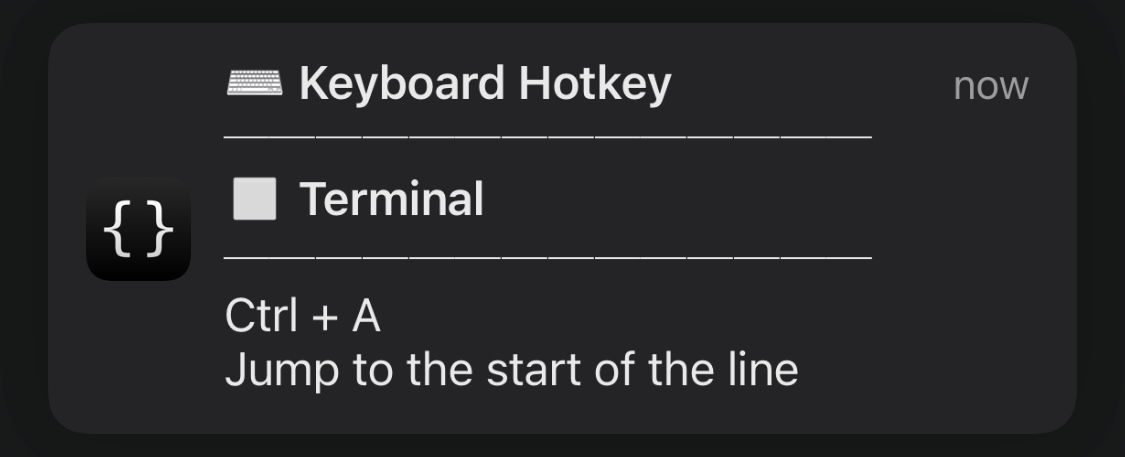 ⌨️ Keyboard Hotkey
now
⬜ Terminal
{}
Ctrl + A
Jump to the start of the line